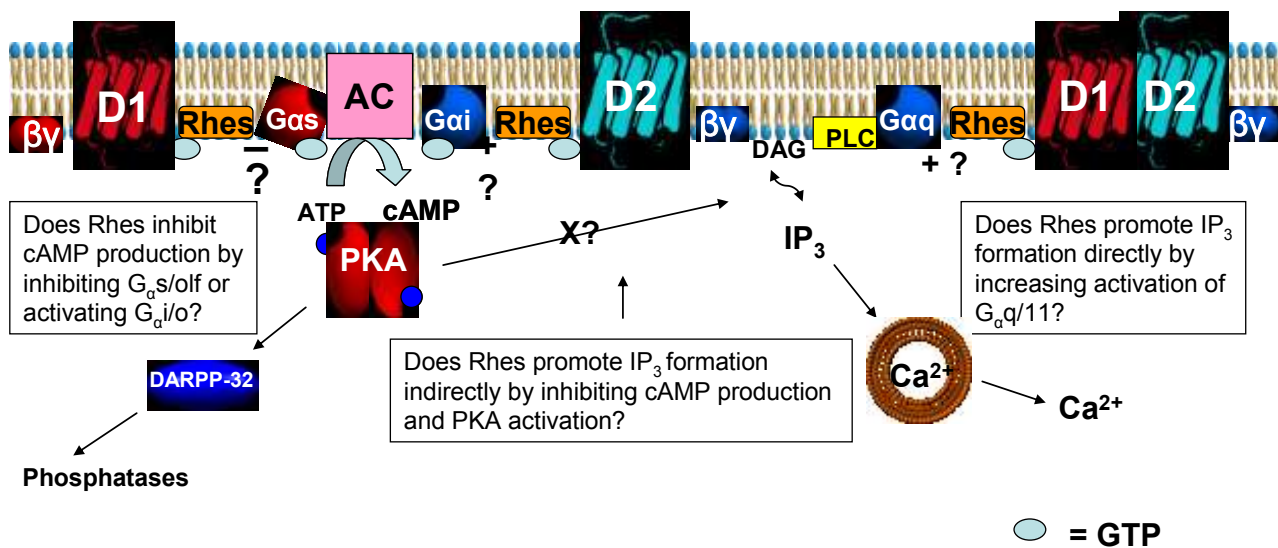 D1
βγ
Rhes
Gαs
AC
Gαi
Rhes
D2
βγ
PLC
Gαq
Rhes
D1
D2
βγ
–
?
+
?
DAG
+ ?
ATP
cAMP
PKA
X?
IP₃
Does Rhes inhibit
cAMP production by
inhibiting Gₐs/olf or
activating Gₐi/o?
Does Rhes promote IP₃
formation directly by
increasing activation of
Gₐq/11?
DARPP-32
Does Rhes promote IP₃ formation
indirectly by inhibiting cAMP production
and PKA activation?
Ca²⁺
Ca²⁺
Phosphatases
= GTP